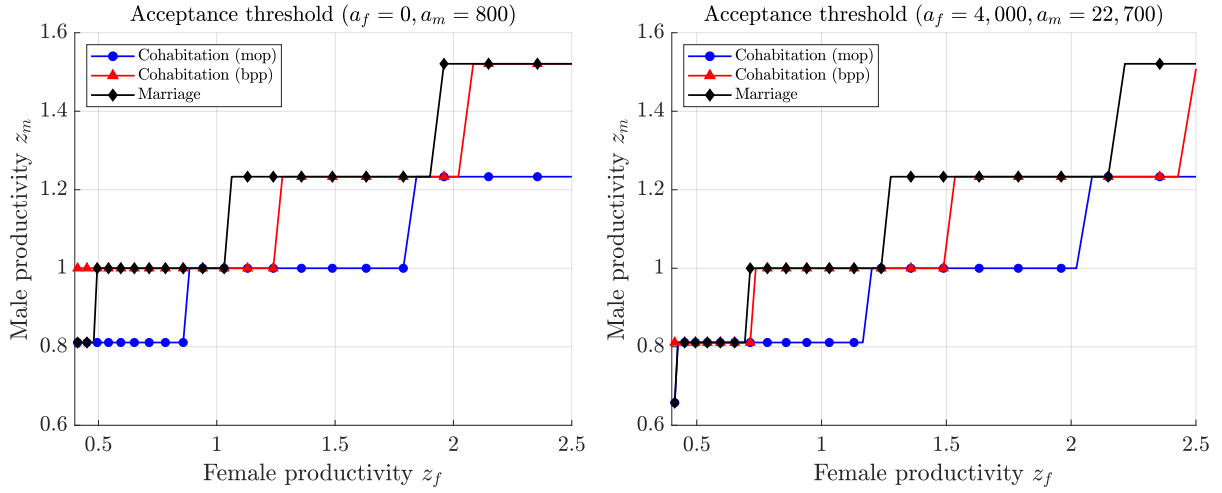 Acceptance threshold (a_f = 0, a_m = 800)
1.6
1.4
1.2
1
0.8
0.6
Male productivity z_m
Cohabitation (mop)
Cohabitation (bpp)
Marriage
0.5
1
1.5
2
2.5
Female productivity z_f
Acceptance threshold (a_f = 4,000, a_m = 22,700)
1.6
1.4
1.2
1
0.8
0.6
Male productivity z_m
Cohabitation (mop)
Cohabitation (bpp)
Marriage
0.5
1
1.5
2
2.5
Female productivity z_f